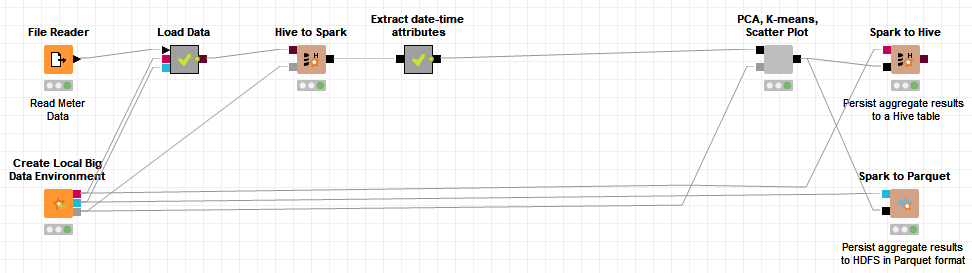 Extract date-time
attributes
PCA, K-means,
Scatter Plot
File Reader
Load Data
Hive to Spark
Spark to Hive
H
H
Read Meter
Data
Persist aggregate results
to a Hive table
Create Local Big
Data Environment
Spark to Parquet
Persist aggregate results
to HDFS in Parquet format